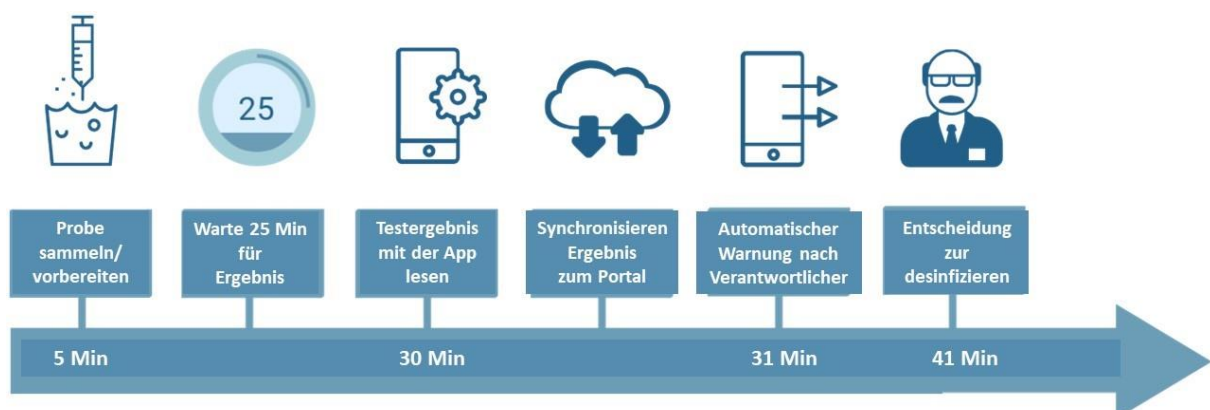 25
Probe
sammeln/
vorbereiten
Warte 25 Min
für
Ergebnis
Testergebnis
mit der App
lesen
Synchronisieren
Ergebnis
zum Portal
Automatischer
Warnung nach
Verantwortlicher
Entscheidung
zur
desinfizieren
5 Min
30 Min
31 Min
41 Min